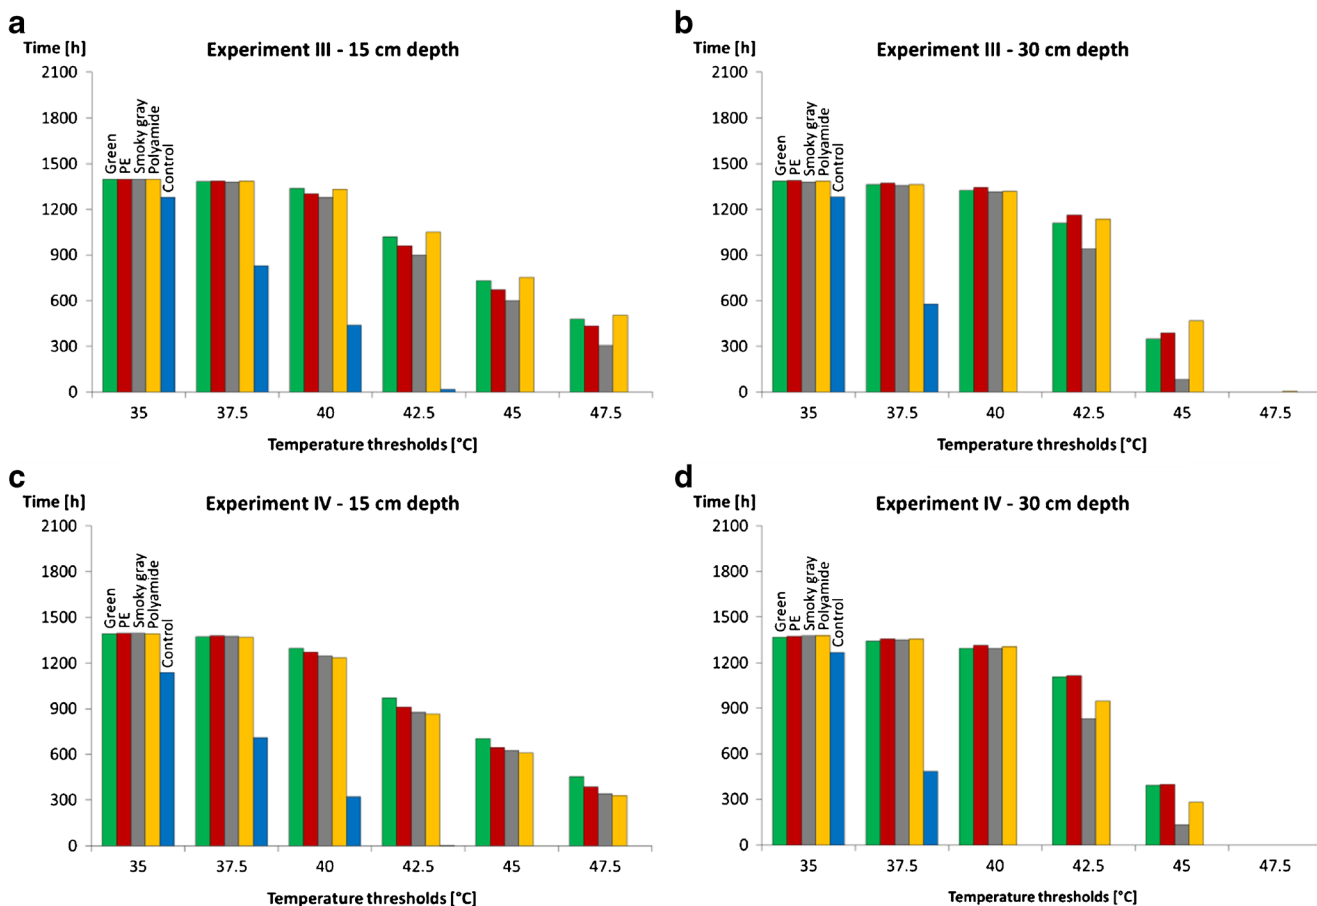 a
Time [h]
Experiment III - 15 cm depth
2100
1800
1500
1200
900
600
300
0
Green
PE
Smoky gray
Polyamide
Control
35 37.5 40 42.5 45 47.5
Temperature thresholds [°C]
b
Time [h]
Experiment III - 30 cm depth
2100
1800
1500
1200
900
600
300
0
Green
PE
Smoky gray
Polyamide
Control
35 37.5 40 42.5 45 47.5
Temperature thresholds [°C]
c
Time [h]
Experiment IV - 15 cm depth
2100
1800
1500
1200
900
600
300
0
Green
PE
Smoky gray
Polyamide
Control
35 37.5 40 42.5 45 47.5
Temperature thresholds [°C]
d
Time [h]
Experiment IV - 30 cm depth
2100
1800
1500
1200
900
600
300
0
Green
PE
Smoky gray
Polyamide
Control
35 37.5 40 42.5 45 47.5
Temperature thresholds [°C]